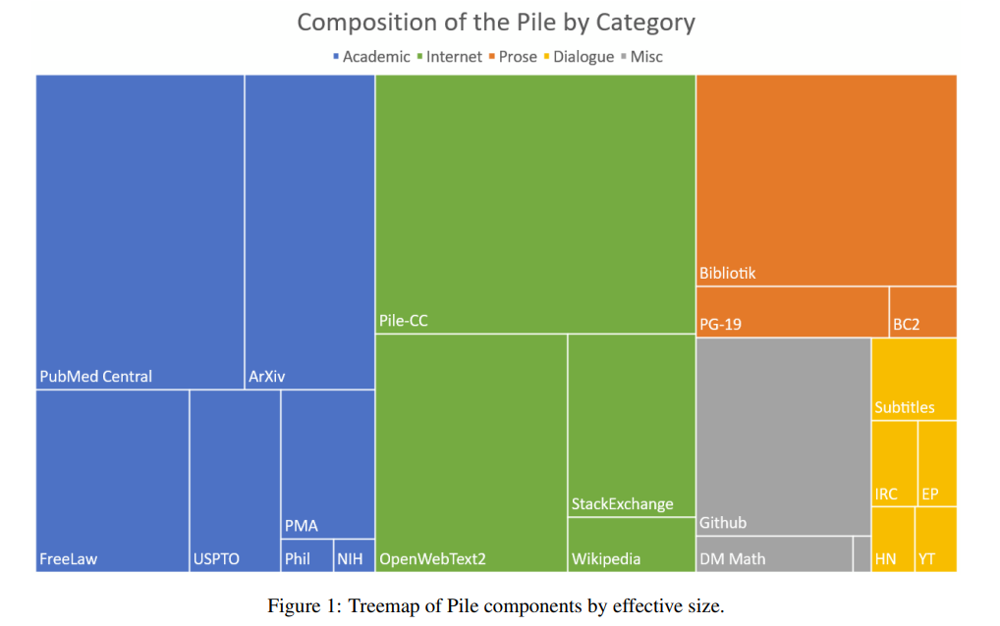 Composition of the Pile by Category
Academic Internet Prose Dialogue Misc
PubMed Central
ArXiv
FreeLaw
USPTO
PMA
Phil
NIH
Pile-CC
OpenWebText2
StackExchange
Wikipedia
Bibliotik
PG-19
BC2
Github
DM Math
Subtitles
IRC
EP
HN
YT
Figure 1: Treemap of Pile components by effective size.